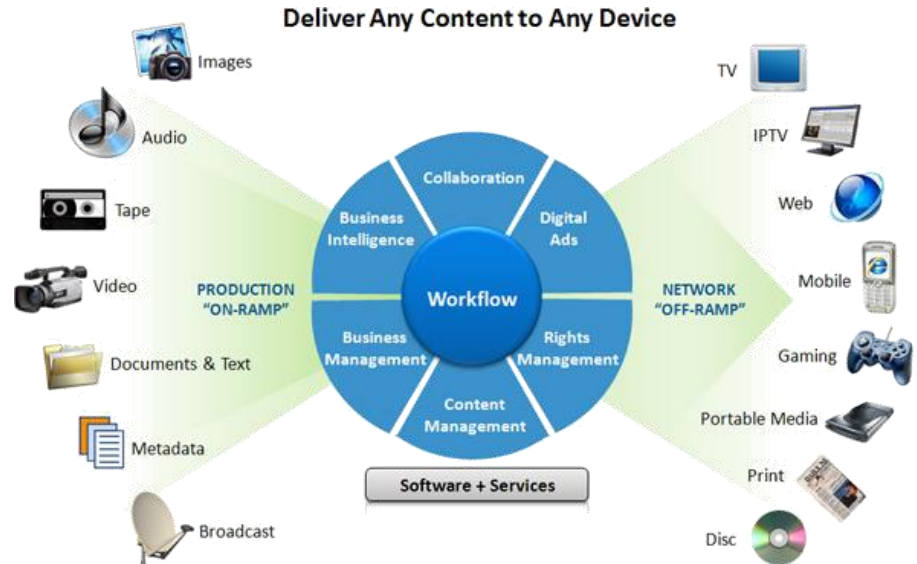 Deliver Any Content to Any Device
Images
Audio
Tape
Video
Documents & Text
Metadata
Broadcast
PRODUCTION
"ON-RAMP"
Collaboration
Business
Intelligence
Digital
Ads
Workflow
Business
Management
Rights
Management
Content
Management
Software + Services
NETWORK
"OFF-RAMP"
TV
IPTV
Web
Mobile
Gaming
Portable Media
Print
Disc